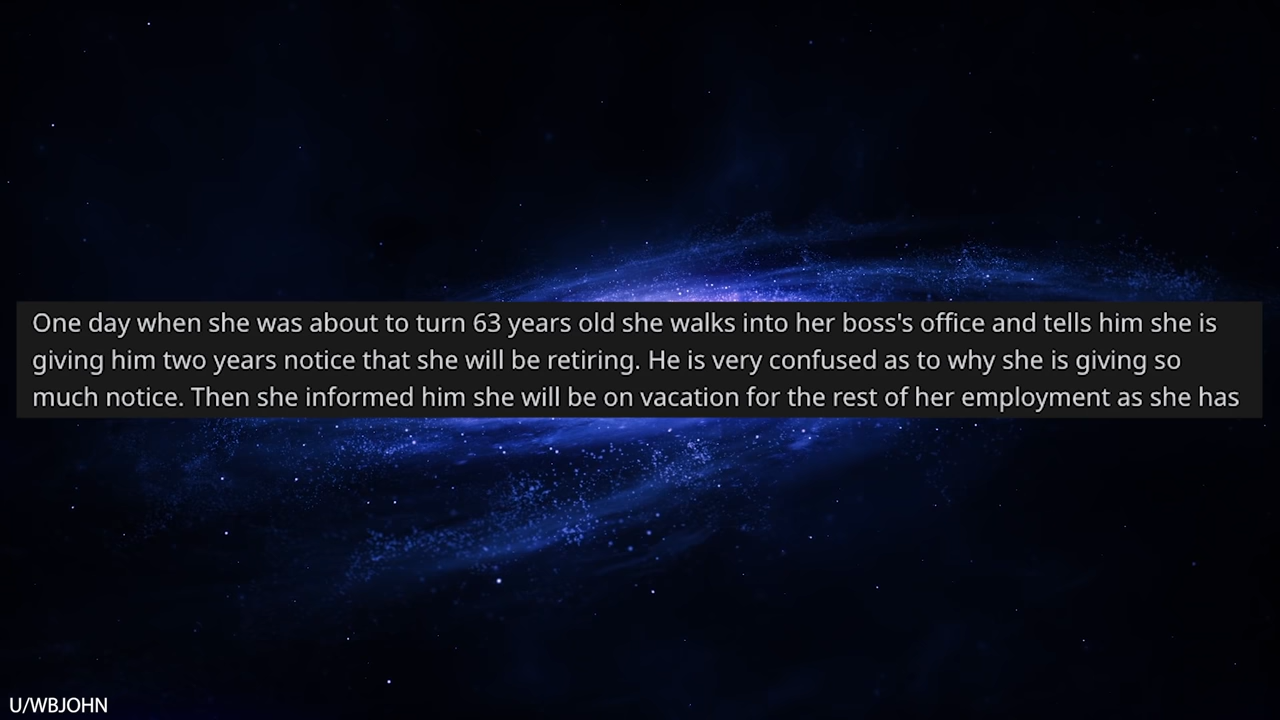 One day when she was about to turn 63 years old she walks into her boss's office and tells him she is
giving him two years notice that she will be retiring. He is very confused as to why she is giving so
much notice. Then she informed him she will be on vacation for the rest of her employment as she has
U/WBJOHN